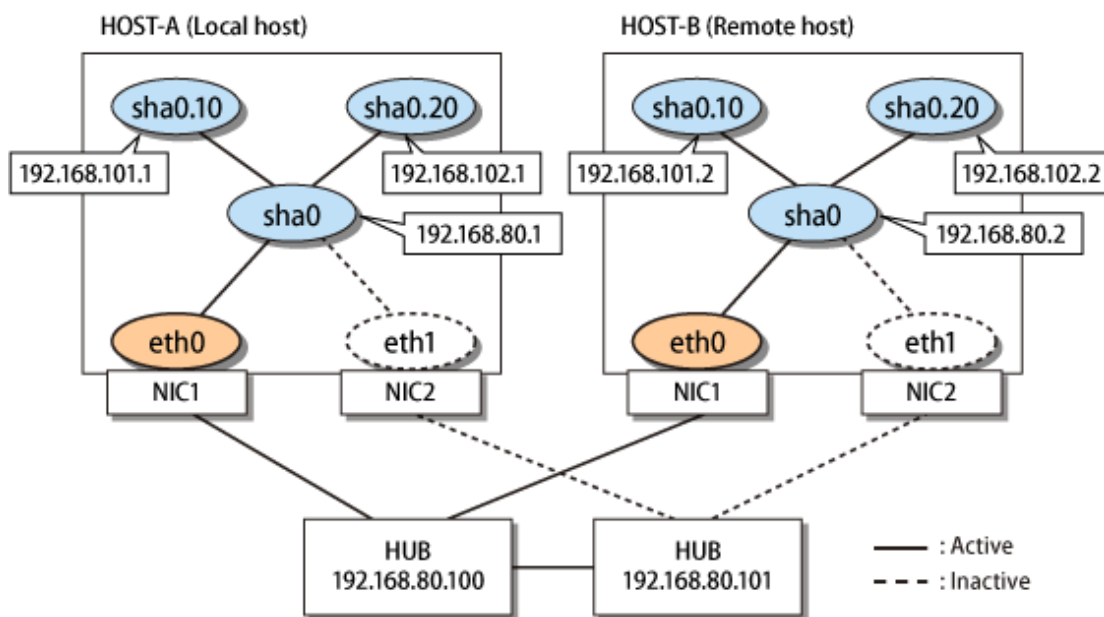 HOST-A (Local host)
HOST-B (Remote host)
sha0.10
sha0.20
sha0.10
sha0.20
192.168.101.1
192.168.102.1
192.168.101.2
192.168.102.2
sha0
sha0
192.168.80.1
192.168.80.2
eth0
eth1
eth0
eth1
NIC1
NIC2
NIC1
NIC2
HUB
192.168.80.100
HUB
192.168.80.101
: Active
: Inactive